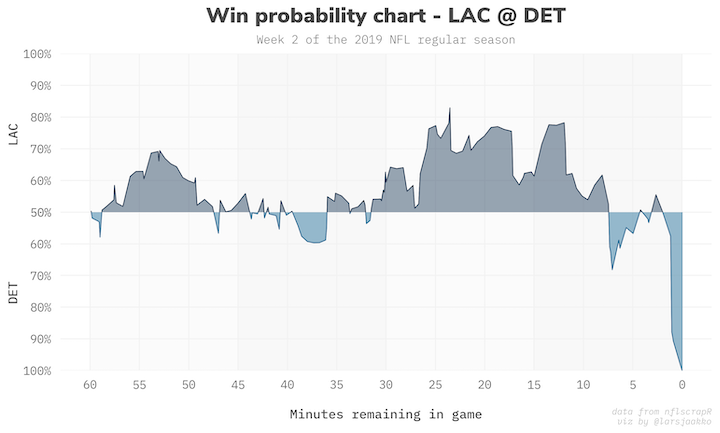 Win probability chart - LAC @ DET
Week 2 of the 2019 NFL regular season
100%
90%
80%
70%
60%
50%
60%
70%
80%
90%
100%
LAC
DET
60 55 50 45 40 35 30 25 20 15 10 5 0
Minutes remaining in game
data from nflscrapR
viz by @larsjaakko